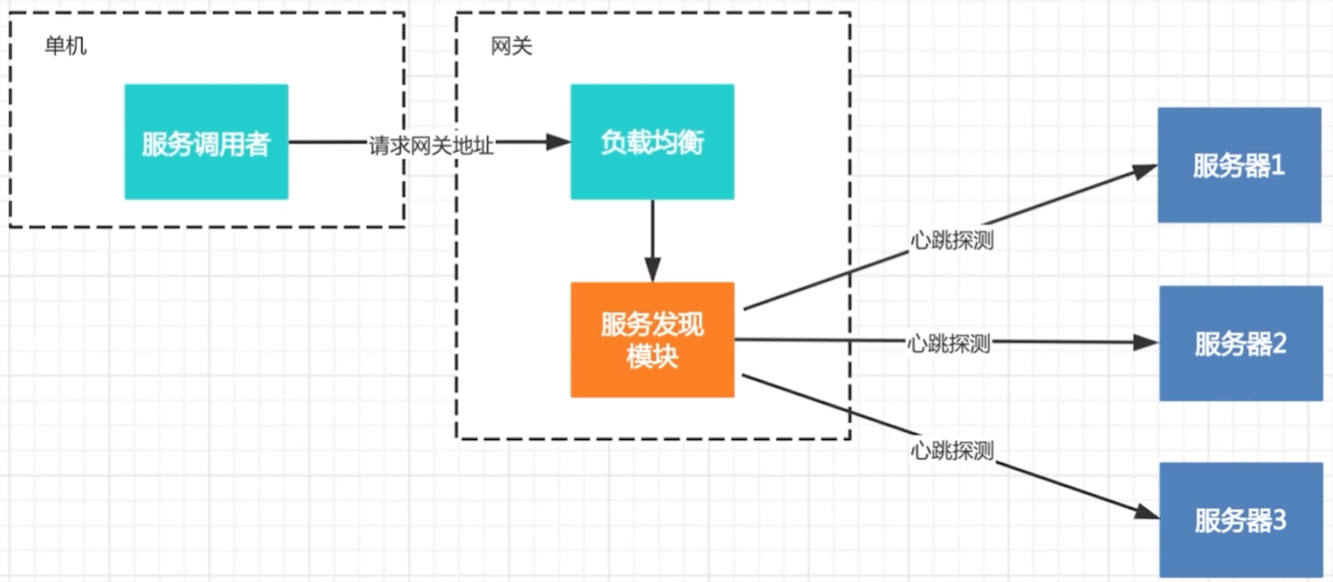 单机
服务调用者
请求网关地址
网关
负载均衡
服务发现
模块
心跳探测
心跳探测
心跳探测
服务器1
服务器2
服务器3